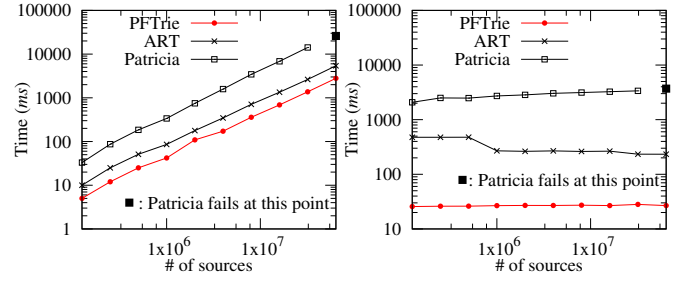 100000
10000
1000
100
10
1
Time (ms)
PFTrie
ART
Patricia
■: Patricia fails at this point
1x10^6
1x10^7
# of sources
100000
10000
1000
100
10
Time (ms)
PFTrie
ART
Patricia
■: Patricia fails at this point
1x10^6
1x10^7
# of sources